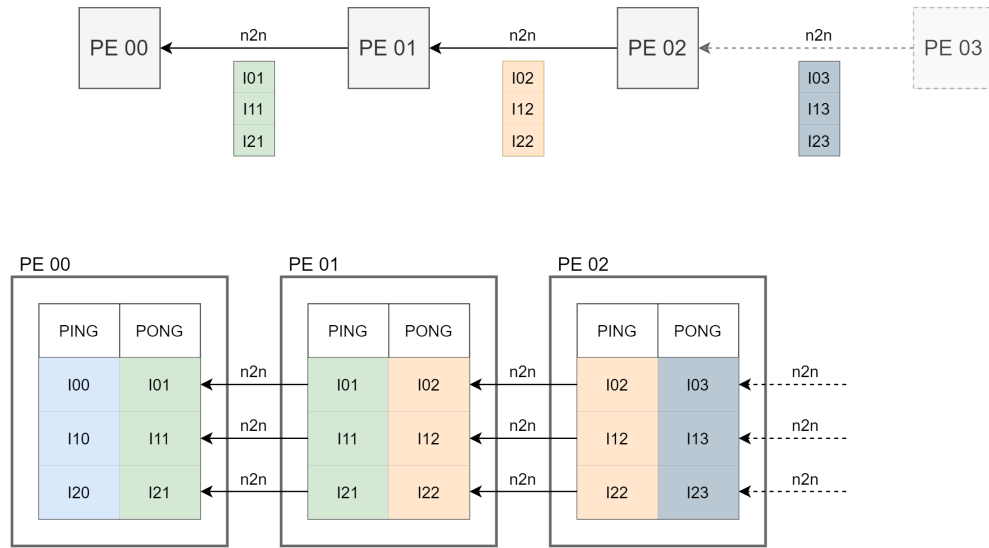 n2n n2n n2n
PE 00 PE 01 PE 02 PE 03
I01 I02 I03
I11 I12 I13
I21 I22 I23
PE 00 PE 01 PE 02
PING PONG PING PONG PING PONG
n2n n2n n2n
I00 I01 I01 I02 I02 I03
n2n n2n n2n
I10 I11 I11 I12 I12 I13
n2n n2n n2n
I20 I21 I21 I22 I22 I23